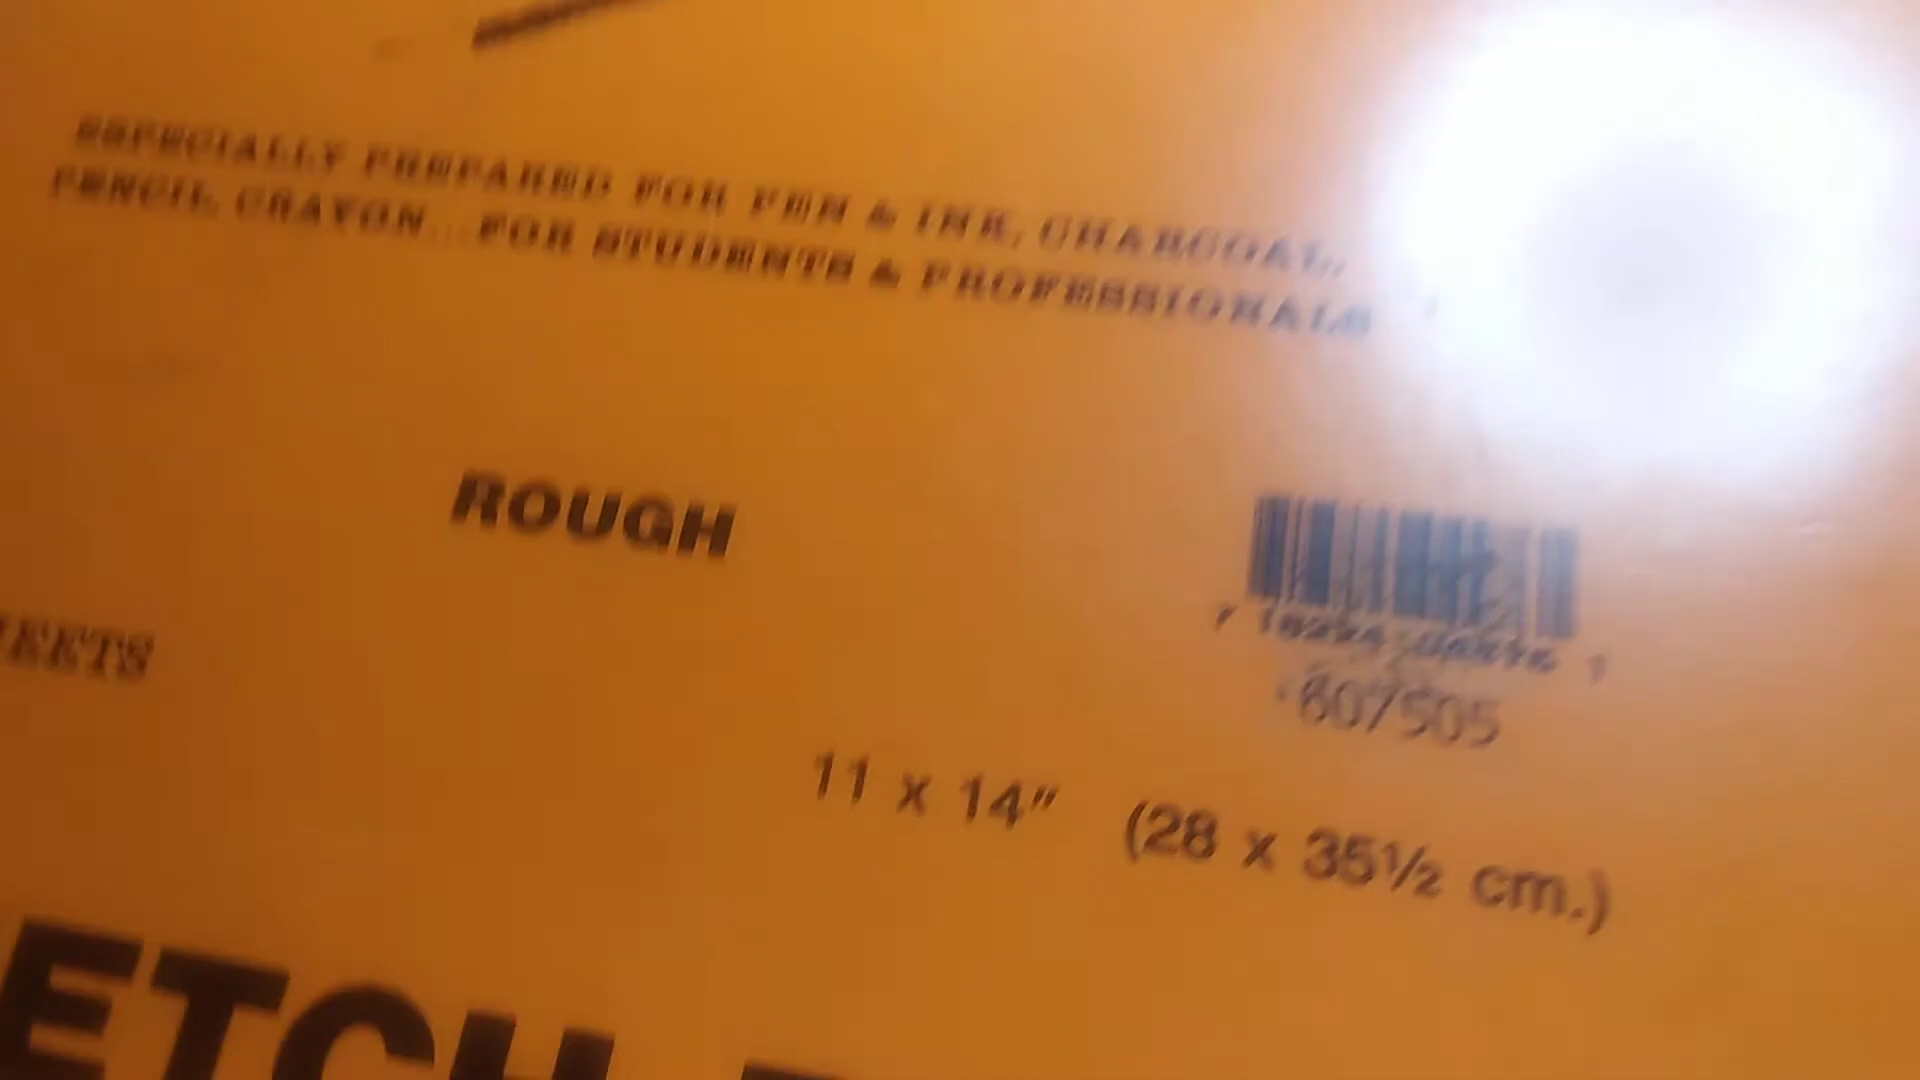 ESPECIALLY PREPARED FOR PEN & INK, CHARCOAL,
PENCIL, CRAYON...FOR STUDENTS & PROFESSIONALS
ROUGH
EETS
607505
11 x 14″ (28 x 35½ cm.)
ETCH